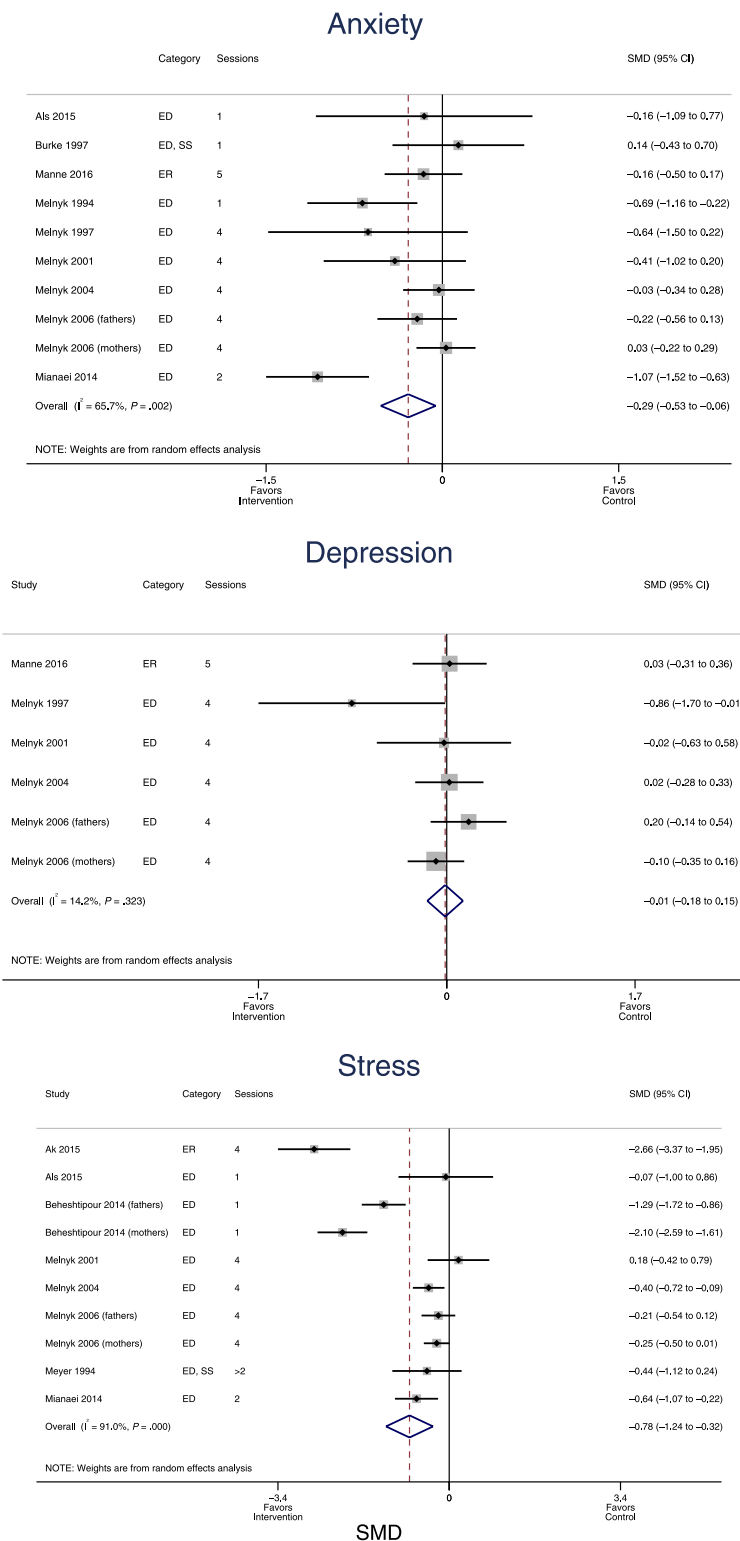 Anxiety
Category Sessions SMD (95% CI)
Als 2015 ED 1 −0.16 (−1.09 to 0.77)
Burke 1997 ED, SS 1 0.14 (−0.43 to 0.70)
Manne 2016 ER 5 −0.16 (−0.50 to 0.17)
Melnyk 1994 ED 1 −0.69 (−1.16 to −0.22)
Melnyk 1997 ED 4 −0.64 (−1.50 to 0.22)
Melnyk 2001 ED 4 −0.41 (−1.02 to 0.20)
Melnyk 2004 ED 4 −0.03 (−0.34 to 0.28)
Melnyk 2006 (fathers) ED 4 −0.22 (−0.56 to 0.13)
Melnyk 2006 (mothers) ED 4 0.03 (−0.22 to 0.29)
Mianaei 2014 ED 2 −1.07 (−1.52 to −0.63)
Overall (I² = 65.7%, P = .002) −0.29 (−0.53 to −0.06)
NOTE: Weights are from random effects analysis
−1.5 0 1.5
Favors Favors
Intervention Control
Depression
Study Category Sessions SMD (95% CI)
Manne 2016 ER 5 0.03 (−0.31 to 0.36)
Melnyk 1997 ED 4 −0.86 (−1.70 to −0.01
Melnyk 2001 ED 4 −0.02 (−0.63 to 0.58)
Melnyk 2004 ED 4 0.02 (−0.28 to 0.33)
Melnyk 2006 (fathers) ED 4 0.20 (−0.14 to 0.54)
Melnyk 2006 (mothers) ED 4 −0.10 (−0.35 to 0.16)
Overall (I² = 14.2%, P = .323) −0.01 (−0.18 to 0.15)
NOTE: Weights are from random effects analysis
−1.7 0 1.7
Favors Favors
Intervention Control
Stress
Study Category Sessions SMD (95% CI)
Ak 2015 ER 4 −2.66 (−3.37 to −1.95)
Als 2015 ED 1 −0.07 (−1.00 to 0.86)
Beheshtipour 2014 (fathers) ED 1 −1.29 (−1.72 to −0.86)
Beheshtipour 2014 (mothers) ED 1 −2.10 (−2.59 to −1.61)
Melnyk 2001 ED 4 0.18 (−0.42 to 0.79)
Melnyk 2004 ED 4 −0.40 (−0.72 to −0.09)
Melnyk 2006 (fathers) ED 4 −0.21 (−0.54 to 0.12)
Melnyk 2006 (mothers) ED 4 −0.25 (−0.50 to 0.01)
Meyer 1994 ED, SS >2 −0.44 (−1.12 to 0.24)
Mianaei 2014 ED 2 −0.64 (−1.07 to −0.22)
Overall (I² = 91.0%, P = .000) −0.78 (−1.24 to −0.32)
NOTE: Weights are from random effects analysis
−3.4 0 3.4
Favors Favors
Intervention Control
SMD